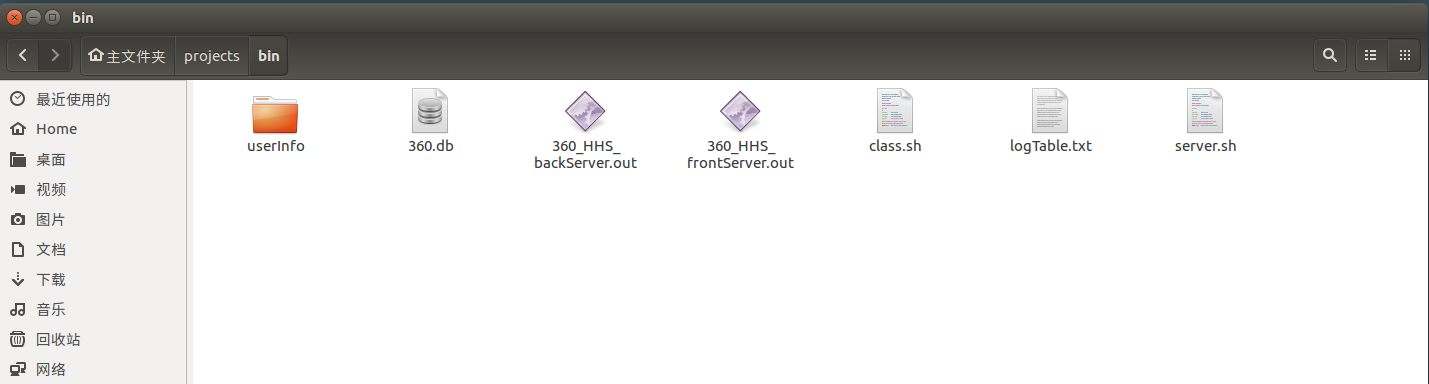 bin
主文件夹 projects bin
最近使用的
Home
桌面
视频
图片
文档
下载
音乐
回收站
网络
userInfo
360.db
360_HHS_
backServer.out
360_HHS_
frontServer.out
class.sh
logTable.txt
server.sh